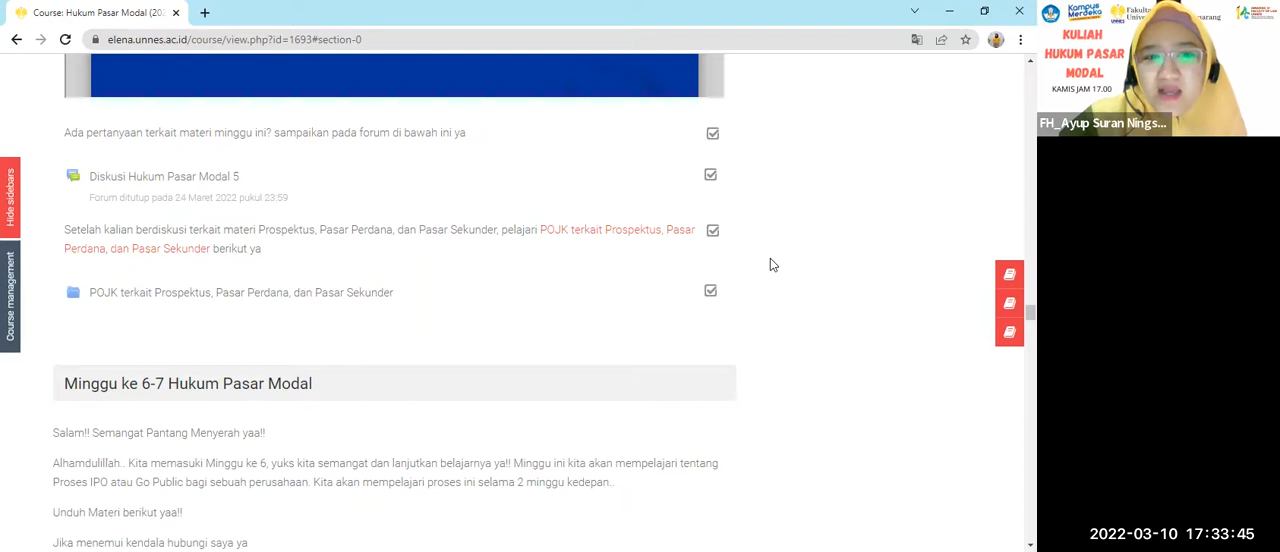 Course: Hukum Pasar Modal (202
elena.unnes.ac.id/course/view.php?id=1693#section-0
Kampus
Merdeka
UNNES
KULIAH
HUKUM PASAR
MODAL
KAMIS JAM 17.00
FH_Ayup Suran Nings...
Hide sidebars
Course management
Ada pertanyaan terkait materi minggu ini? sampaikan pada forum di bawah ini ya
Diskusi Hukum Pasar Modal 5
Forum ditutup pada 24 Maret 2022 pukul 23:59
Setelah kalian berdiskusi terkait materi Prospektus, Pasar Perdana, dan Pasar Sekunder, pelajari POJK terkait Prospektus, Pasar
Perdana, dan Pasar Sekunder berikut ya
POJK terkait Prospektus, Pasar Perdana, dan Pasar Sekunder
Minggu ke 6-7 Hukum Pasar Modal
Salam!! Semangat Pantang Menyerah yaa!!
Alhamdulillah.. Kita memasuki Minggu ke 6, yuks kita semangat dan lanjutkan belajarnya ya!! Minggu ini kita akan mempelajari tentang
Proses IPO atau Go Public bagi sebuah perusahaan. Kita akan mempelajari proses ini selama 2 minggu kedepan..
Unduh Materi berikut yaa!!
Jika menemui kendala hubungi saya ya
2022-03-10 17:33:45